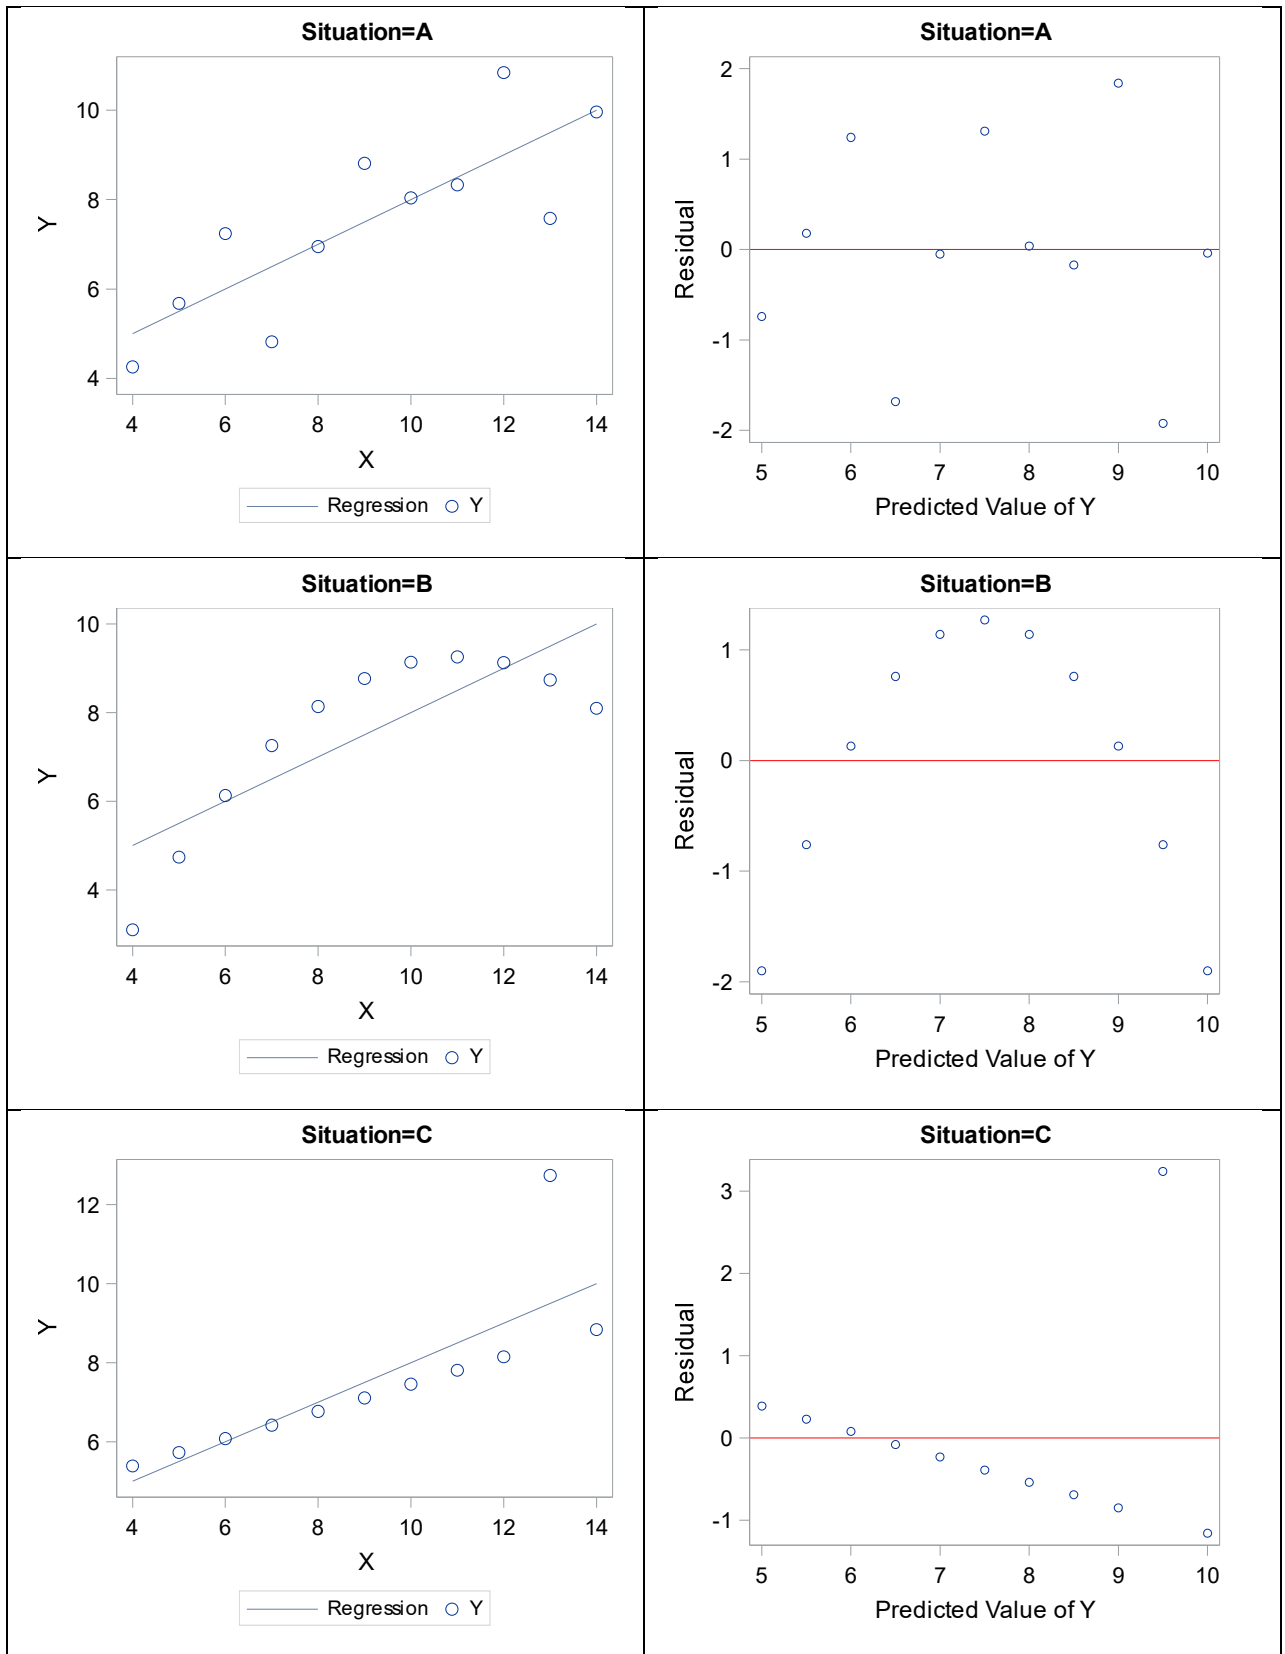 Situation=A
10
8
6
4
Y
4 6 8 10 12 14
X
Regression Y
Situation=A
2
1
0
-1
-2
Residual
5 6 7 8 9 10
Predicted Value of Y
Situation=B
10
8
6
4
Y
4 6 8 10 12 14
X
Regression Y
Situation=B
1
0
-1
-2
Residual
5 6 7 8 9 10
Predicted Value of Y
Situation=C
12
10
8
6
Y
4 6 8 10 12 14
X
Regression Y
Situation=C
3
2
1
0
-1
Residual
5 6 7 8 9 10
Predicted Value of Y